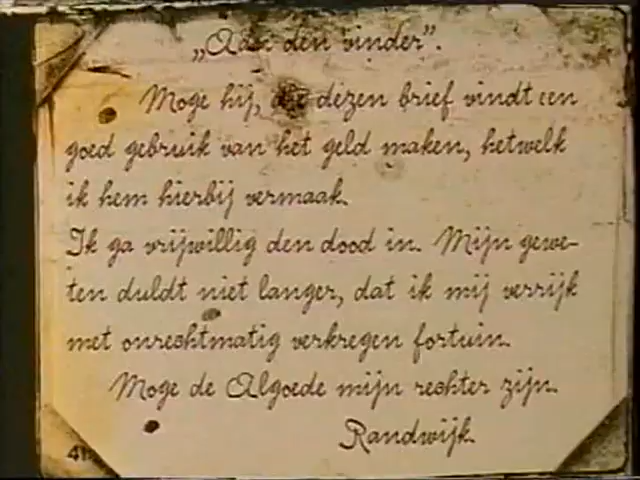 „Aan den vinder”.
Moge hij, die dezen brief vindt een
goed gebruik van het geld maken, hetwelk
ik hem hierbij vermaak.
Ik ga vrijwillig den dood in. Mijn gewe-
ten duldt niet langer, dat ik mij verrijk
met onrechtmatig verkregen fortuin.
Moge de Algoede mijn rechter zijn.
Randwijk.
41